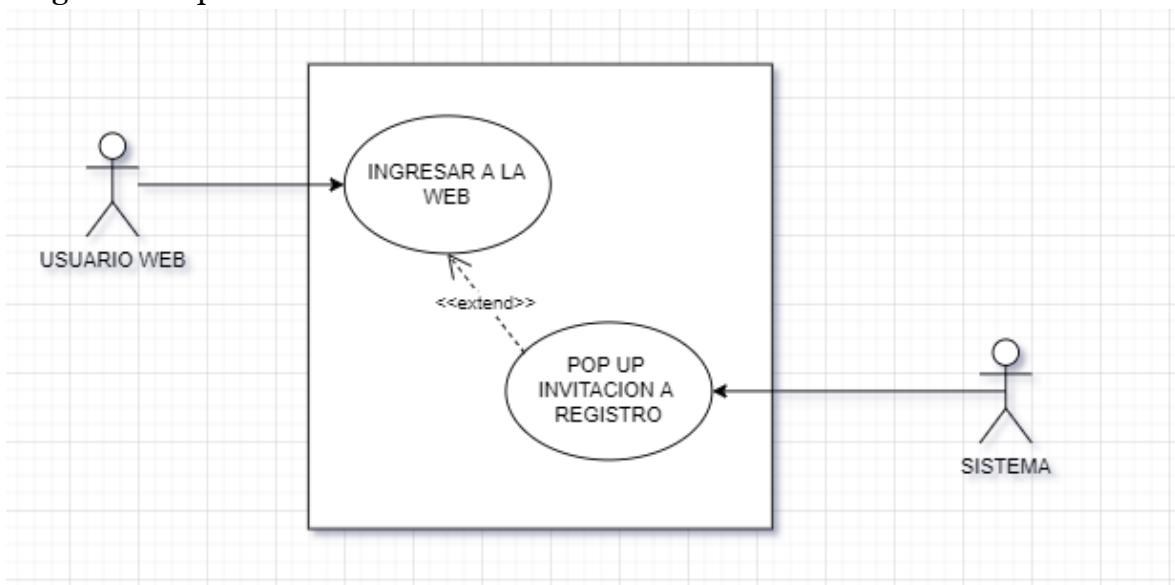 INGRESAR A LA
WEB
USUARIO WEB
<<extend>>
POP UP
INVITACION A
REGISTRO
SISTEMA